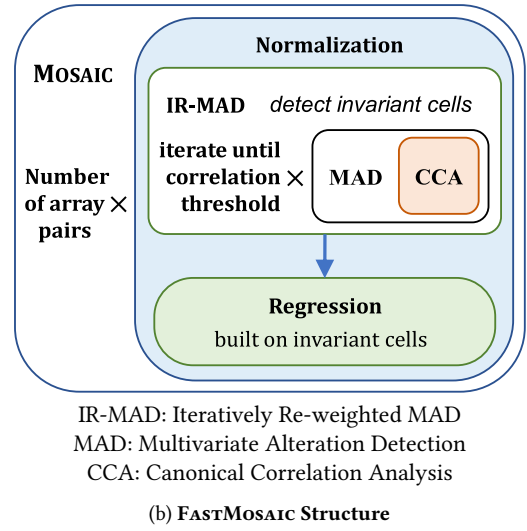 Normalization
MOSAIC
IR-MAD detect invariant cells
iterate until
correlation ×
threshold
MAD CCA
Number
of array ×
pairs
Regression
built on invariant cells
IR-MAD: Iteratively Re-weighted MAD
MAD: Multivariate Alteration Detection
CCA: Canonical Correlation Analysis
(b) FASTMOSAIC Structure